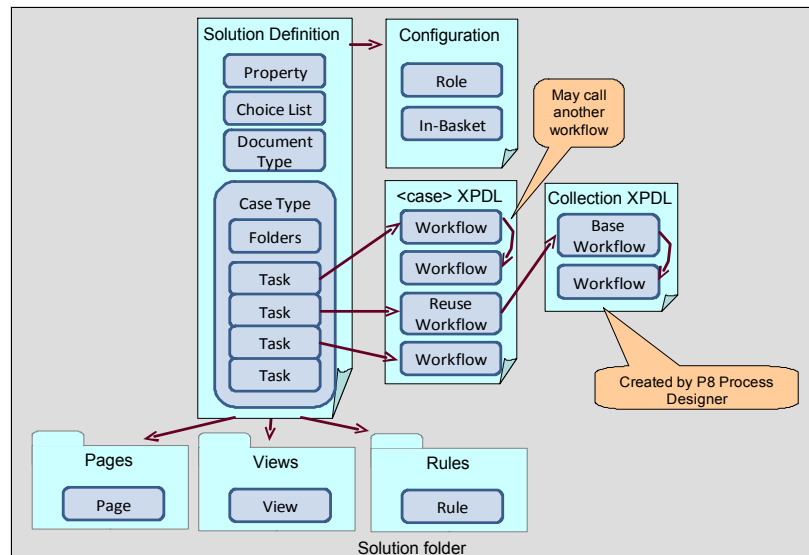 Solution Definition
Property
Choice List
Document
Type
Case Type
Folders
Task
Task
Task
Task
Configuration
Role
In-Basket
May call
another
workflow
<case> XPDL
Workflow
Workflow
Reuse
Workflow
Workflow
Collection XPDL
Base
Workflow
Workflow
Created by P8 Process
Designer
Pages
Page
Views
View
Rules
Rule
Solution folder